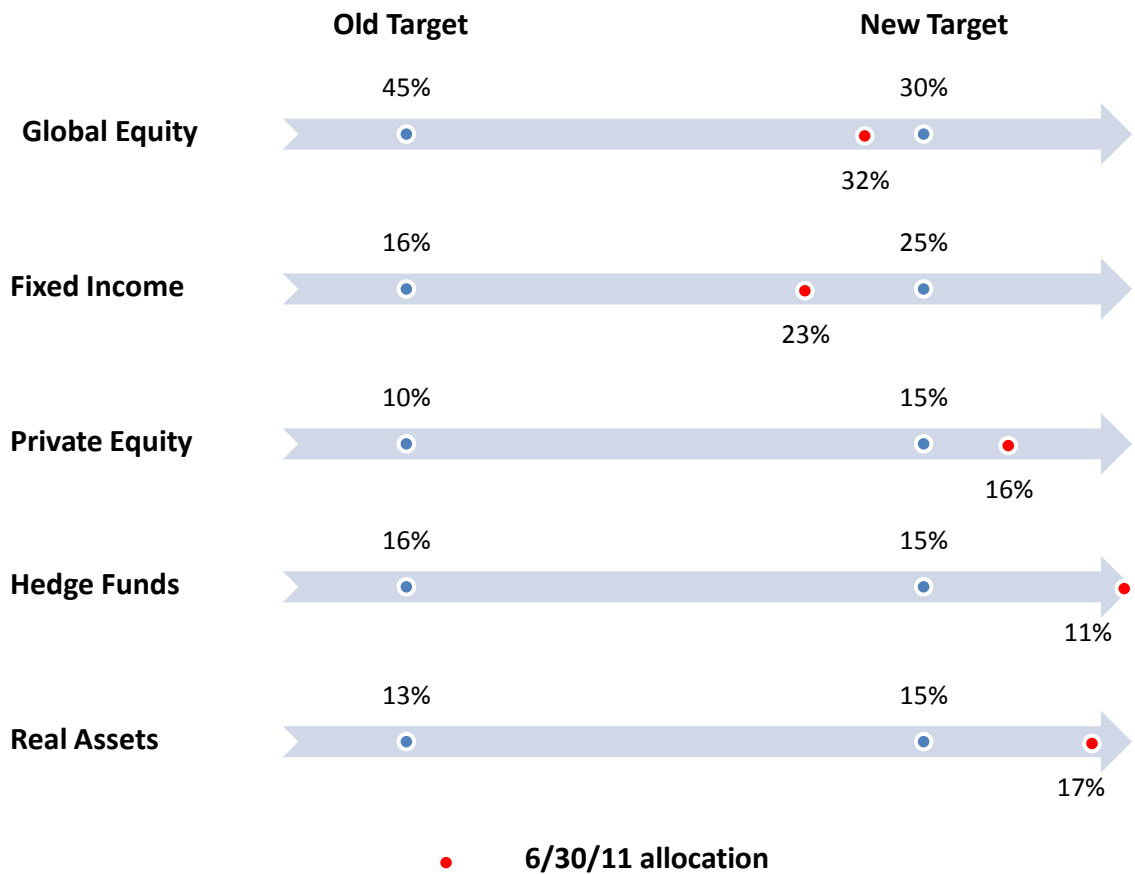 Old Target New Target
45% 30%
Global Equity
32%
16% 25%
Fixed Income
23%
10% 15%
Private Equity
16%
16% 15%
Hedge Funds
11%
13% 15%
Real Assets
17%
6/30/11 allocation